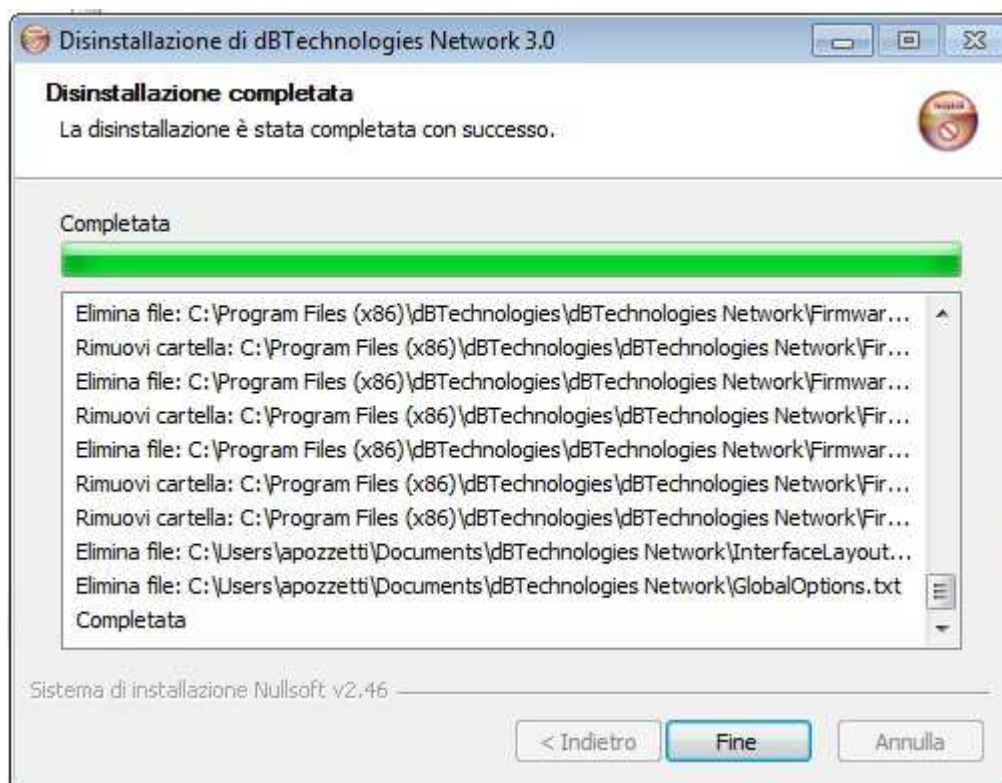 Disinstallazione di dBTechnologies Network 3.0
Disinstallazione completata
La disinstallazione è stata completata con successo.
Completata
Elimina file: C:\Program Files (x86)\dBTechnologies\dBTechnologies Network\Firmwar...
Rimuovi cartella: C:\Program Files (x86)\dBTechnologies\dBTechnologies Network\Fir...
Elimina file: C:\Program Files (x86)\dBTechnologies\dBTechnologies Network\Firmwar...
Rimuovi cartella: C:\Program Files (x86)\dBTechnologies\dBTechnologies Network\Fir...
Elimina file: C:\Program Files (x86)\dBTechnologies\dBTechnologies Network\Firmwar...
Rimuovi cartella: C:\Program Files (x86)\dBTechnologies\dBTechnologies Network\Fir...
Rimuovi cartella: C:\Program Files (x86)\dBTechnologies\dBTechnologies Network\Fir...
Elimina file: C:\Users\apozzetti\Documents\dBTechnologies Network\InterfaceLayout...
Elimina file: C:\Users\apozzetti\Documents\dBTechnologies Network\GlobalOptions.txt
Completata
Sistema di installazione Nullsoft v2.46
< Indietro
Fine
Annulla